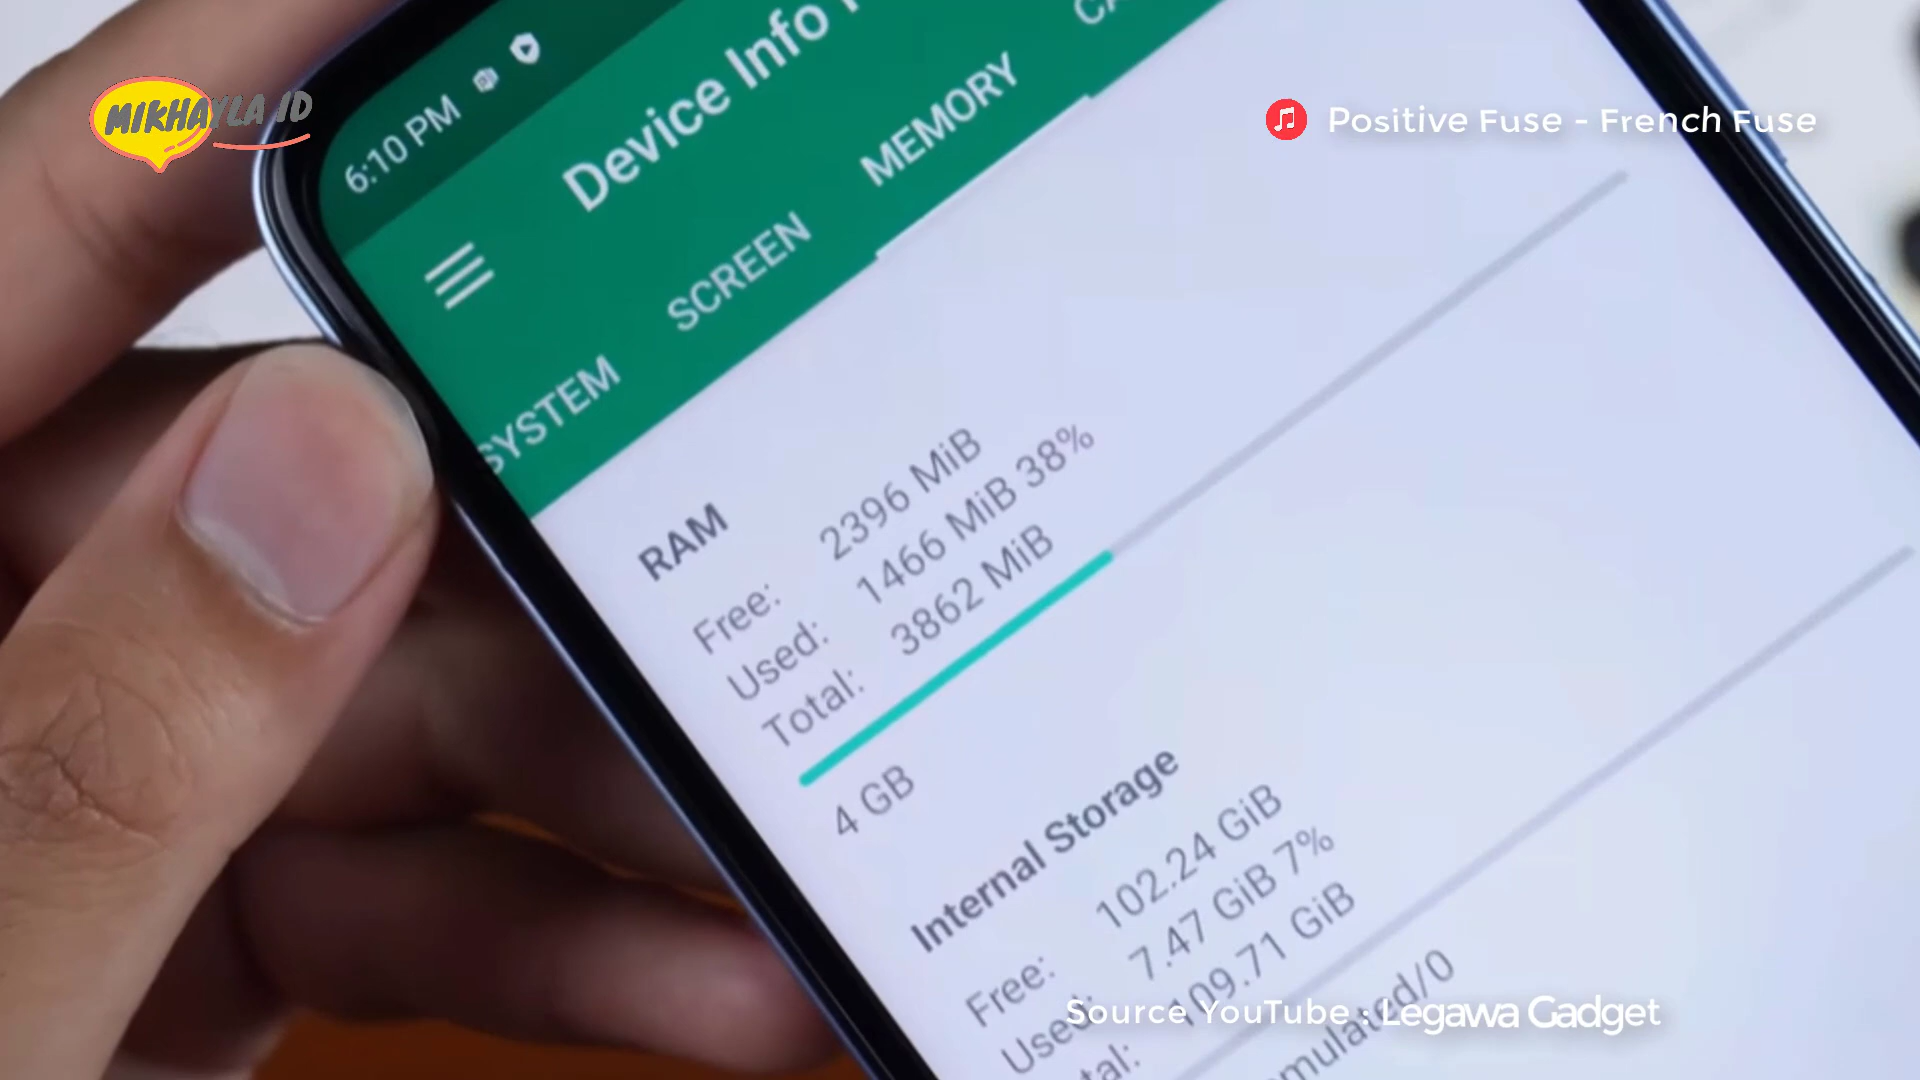 MIKHAYLA ID
Positive Fuse - French Fuse
6:10 PM
Device Info
SYSTEM SCREEN MEMORY
RAM
Free: 2396 MiB
Used: 1466 MiB 38%
Total: 3862 MiB
4 GB
Internal Storage
Free: 102.24 GiB
Used: 7.47 GiB 7%
109.71 GiB
Source YouTube : Legawa Gadget